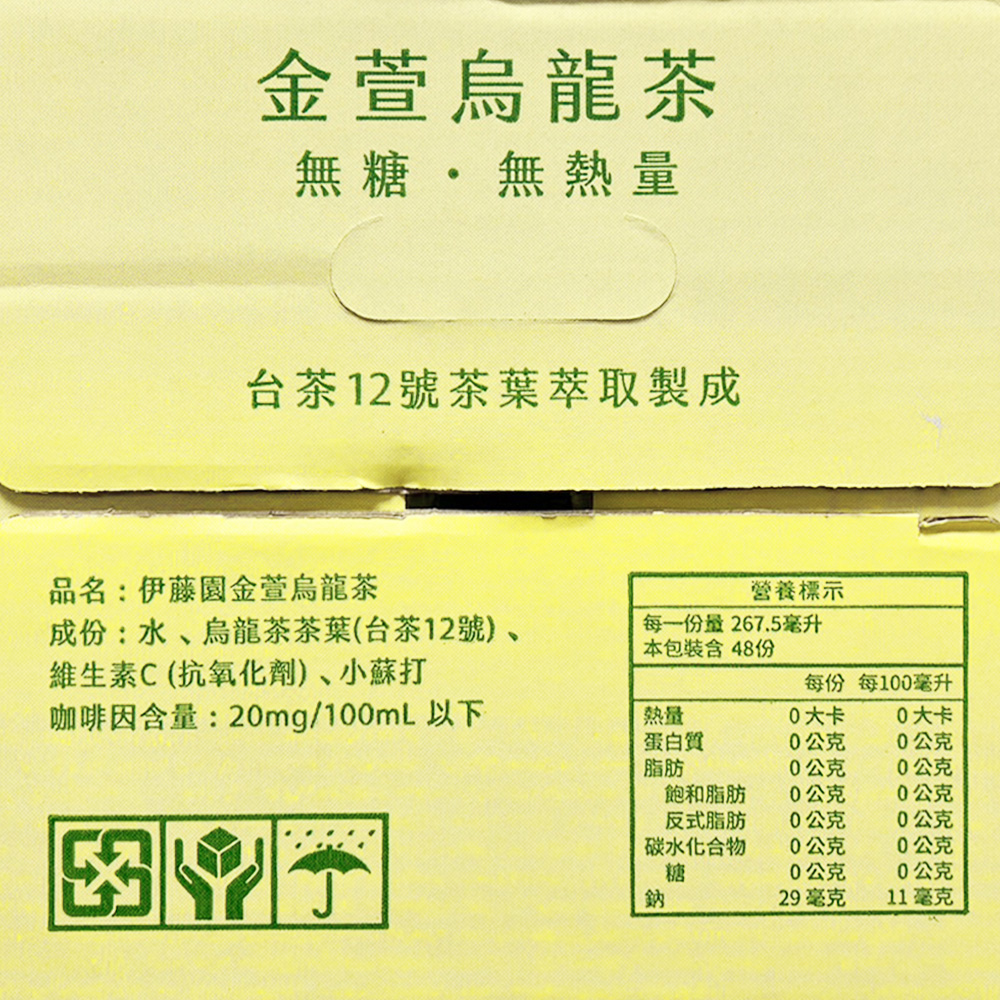 金萱烏龍茶
無糖・無熱量
台茶12號茶葉萃取製成
品名：伊藤園金萱烏龍茶
成份：水、烏龍茶茶葉(台茶12號)、
維生素C (抗氧化劑)、小蘇打
咖啡因含量：20mg/100mL 以下
營養標示
每一份量 267.5毫升
本包裝含 48份
每份 每100毫升
熱量 0 大卡 0 大卡
蛋白質 0 公克 0 公克
脂肪 0 公克 0 公克
飽和脂肪 0 公克 0 公克
反式脂肪 0 公克 0 公克
碳水化合物 0 公克 0 公克
糖 0 公克 0 公克
鈉 29 毫克 11 毫克